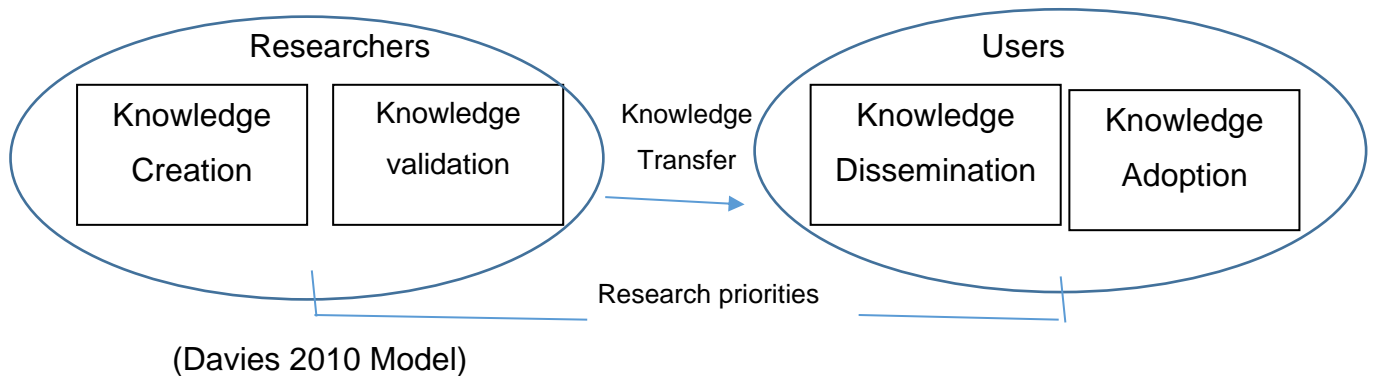 Researchers
Knowledge
Creation
Knowledge
validation
Knowledge
Transfer
Users
Knowledge
Dissemination
Knowledge
Adoption
Research priorities
(Davies 2010 Model)